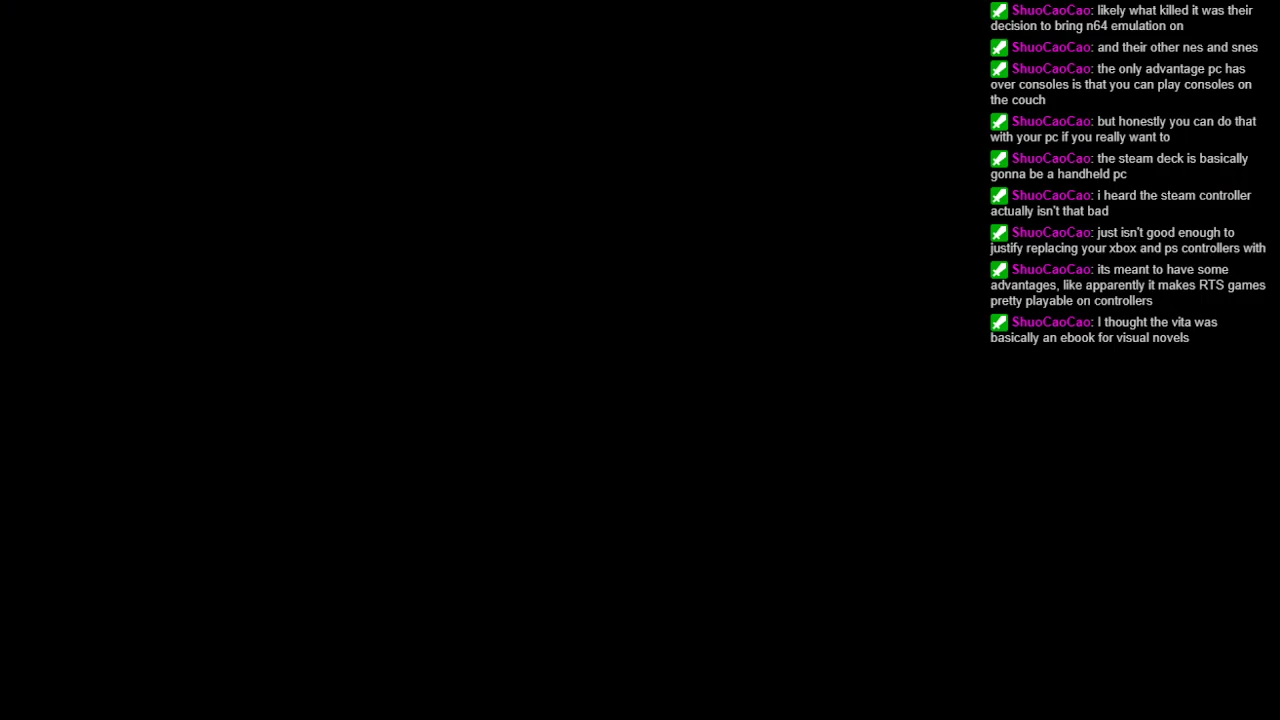 ShuoCaoCao: likely what killed it was their
decision to bring n64 emulation on
ShuoCaoCao: and their other nes and snes
ShuoCaoCao: the only advantage pc has
over consoles is that you can play consoles on
the couch
ShuoCaoCao: but honestly you can do that
with your pc if you really want to
ShuoCaoCao: the steam deck is basically
gonna be a handheld pc
ShuoCaoCao: i heard the steam controller
actually isn't that bad
ShuoCaoCao: just isn't good enough to
justify replacing your xbox and ps controllers with
ShuoCaoCao: its meant to have some
advantages, like apparently it makes RTS games
pretty playable on controllers
ShuoCaoCao: I thought the vita was
basically an ebook for visual novels